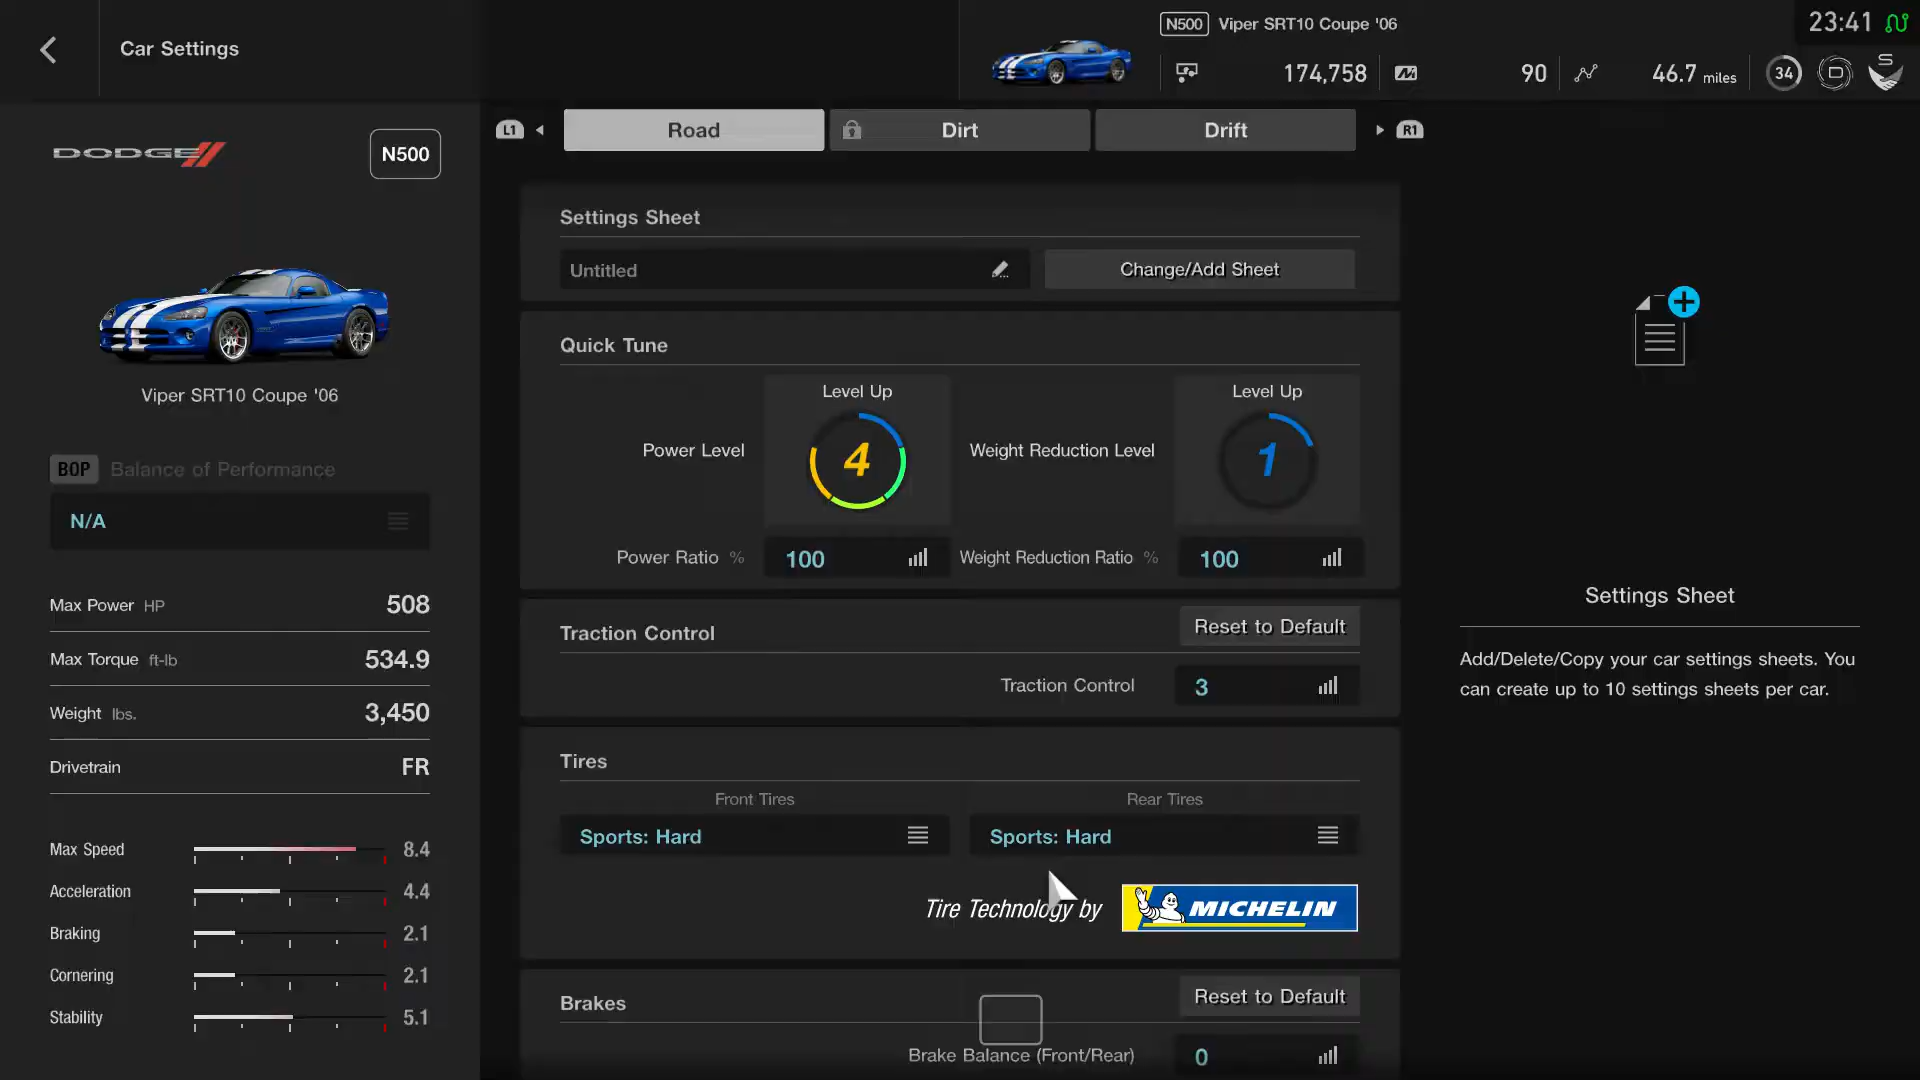 Car Settings
N500 Viper SRT10 Coupe '06
23:41
174,758
90
46.7 miles
34
D
S
L1
Road
Dirt
Drift
R1
DODGE
N500
Viper SRT10 Coupe '06
BOP Balance of Performance
N/A
Max Power HP 508
Max Torque ft-lb 534.9
Weight lbs. 3,450
Drivetrain FR
Max Speed 8.4
Acceleration 4.4
Braking 2.1
Cornering 2.1
Stability 5.1
Settings Sheet
Untitled
Change/Add Sheet
Quick Tune
Level Up
Level Up
Power Level 4
Weight Reduction Level 1
Power Ratio % 100
Weight Reduction Ratio % 100
Traction Control
Reset to Default
Traction Control 3
Tires
Front Tires
Rear Tires
Sports: Hard
Sports: Hard
Tire Technology by
MICHELIN
Brakes
Reset to Default
Brake Balance (Front/Rear) 0
Settings Sheet
Add/Delete/Copy your car settings sheets. You
can create up to 10 settings sheets per car.